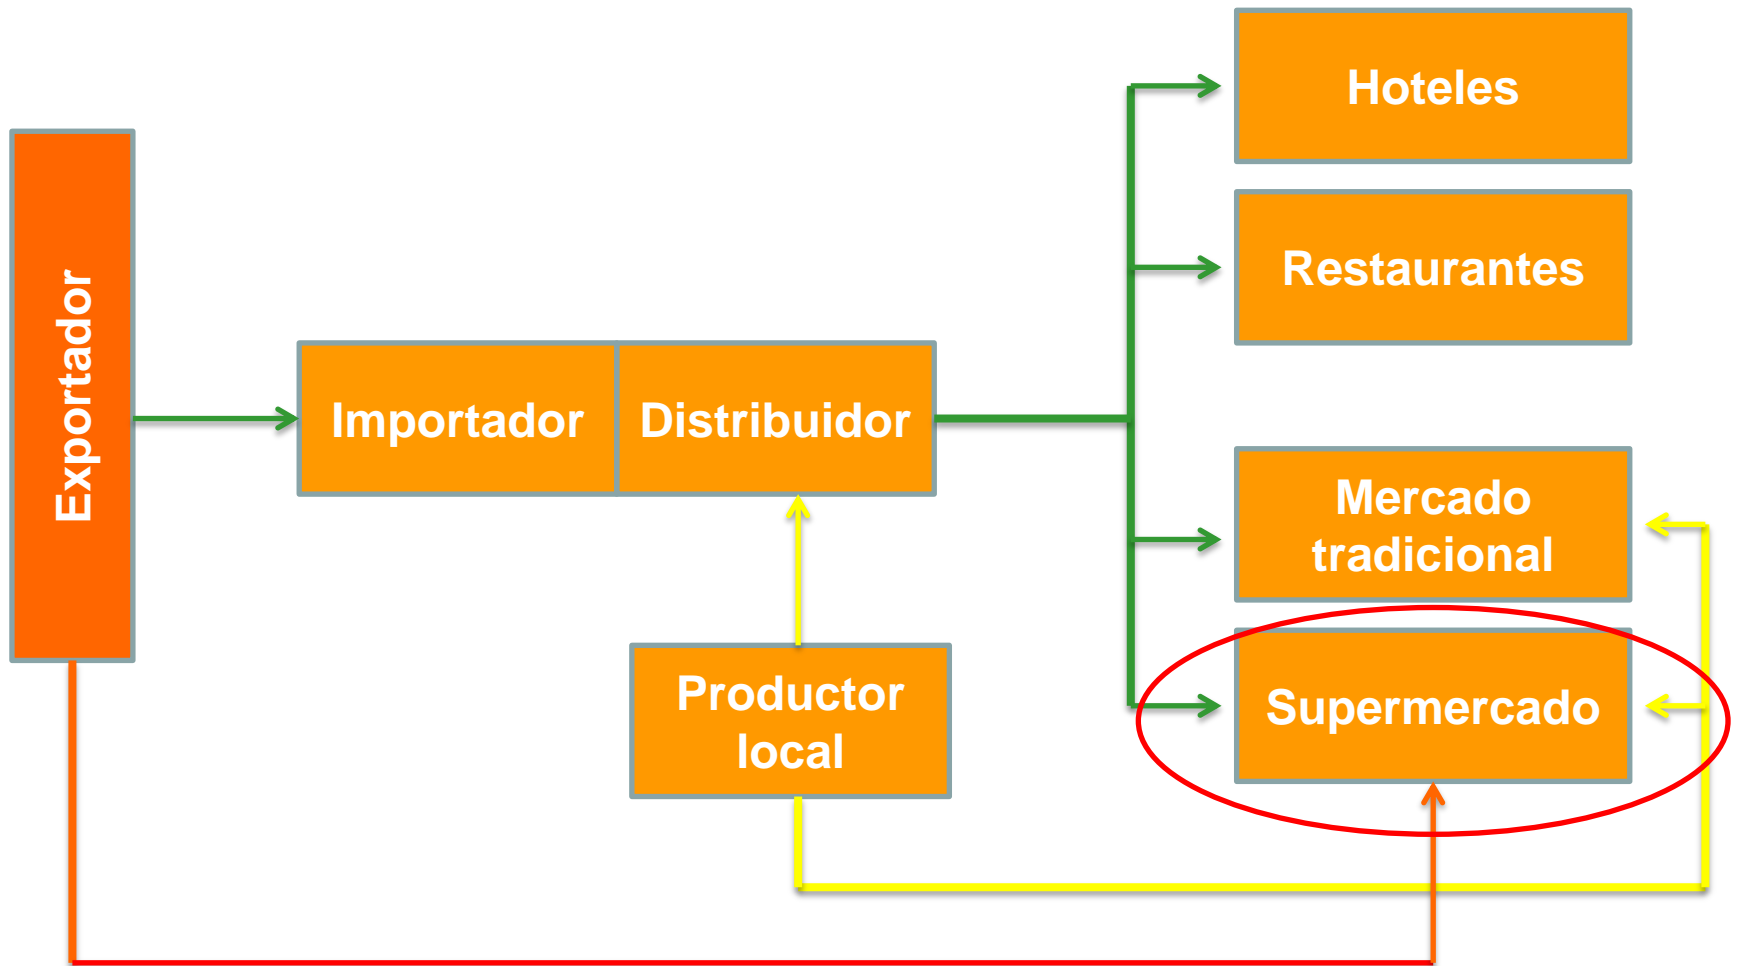 Exportador
Importador
Distribuidor
Productor
local
Hoteles
Restaurantes
Mercado
tradicional
Supermercado